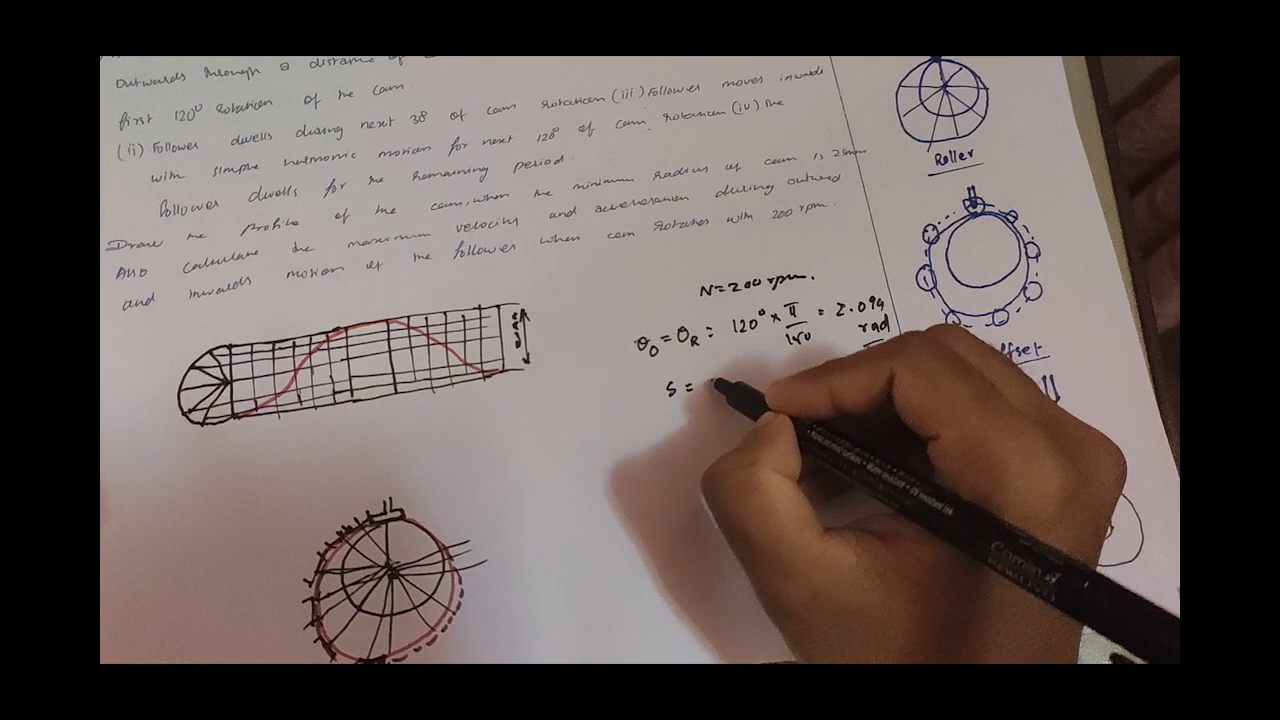 Outwards through a distance of
first 120° Rotation of the cam.
(ii) Follower dwells during next 30° of cam Rotation (iii) Follower moves inwards
with simple harmonic motion for next 120° of cam Rotation (iv) The
follower dwells for the remaining period.
Draw the profile of the cam, when the minimum radius of cam is 25mm
Also calculate the maximum velocity and acceleration during outward
and inwards motion of the follower when cam Rotates with 200 rpm.
N = 200 rpm.
θO = θR = 120° × π/180 = 2.094 rad
S =
Roller
ffset
Camlin